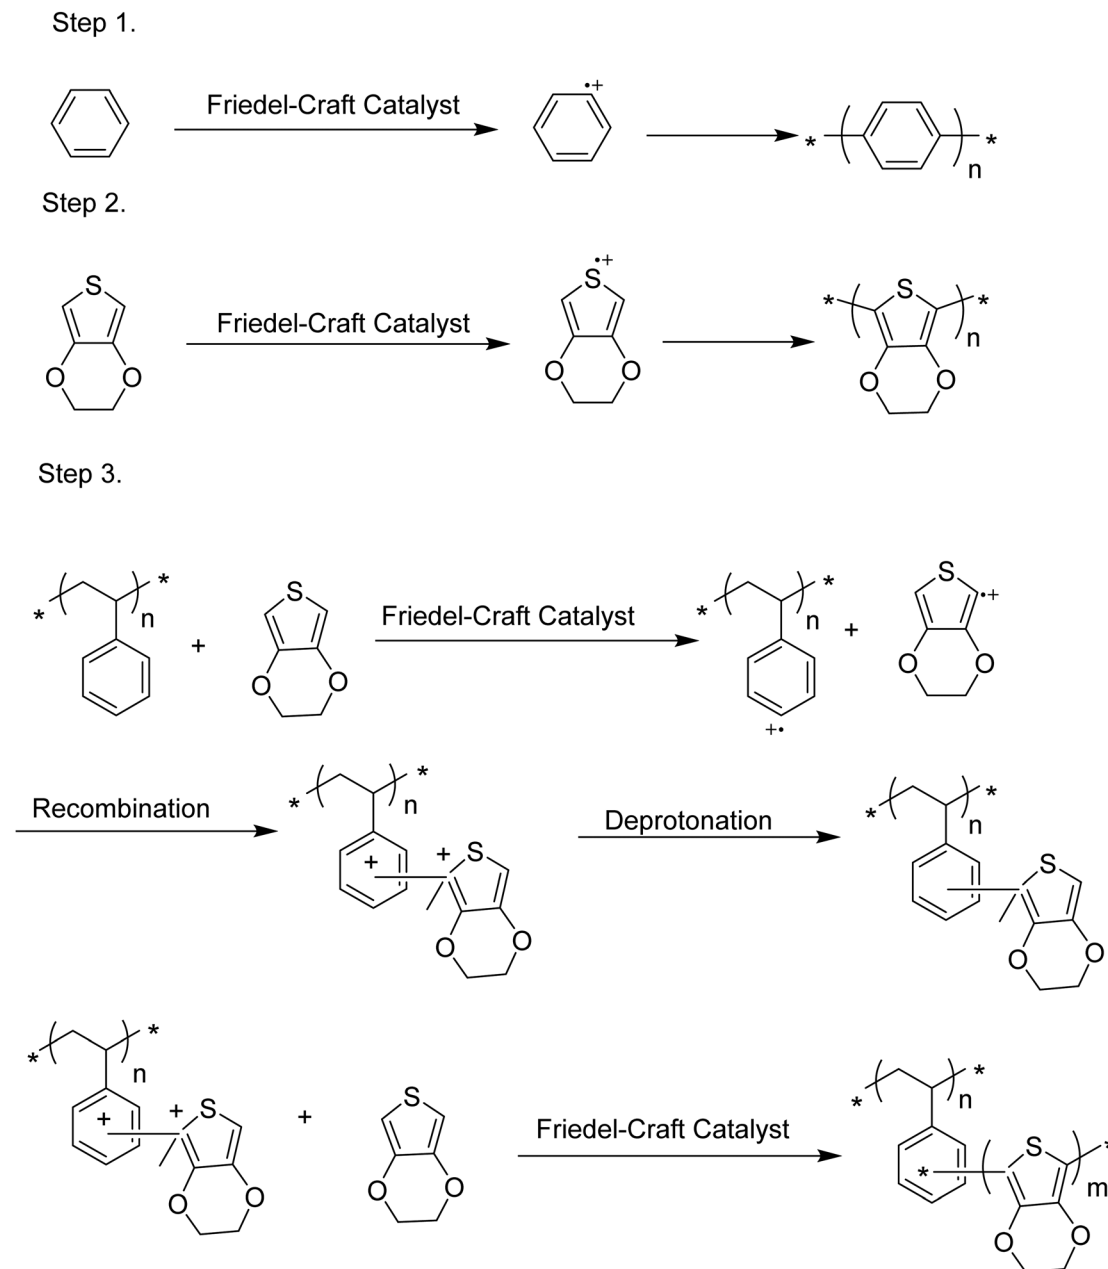 Step 1.
Friedel-Craft Catalyst
•+
* ( ) n *
Step 2.
S
O O
Friedel-Craft Catalyst
•+
S
O O
* ( S ) n *
O O
Step 3.
* ( ) n *
+
S
O O
Friedel-Craft Catalyst
* ( ) n *
+•
+
S
•+
O O
Recombination
* ( ) n *
+
+ S
O O
Deprotonation
* ( ) n *
S
O O
* ( ) n *
+
+ S
O O
+
S
O O
Friedel-Craft Catalyst
* ( ) n *
* ( S ) m *
O O